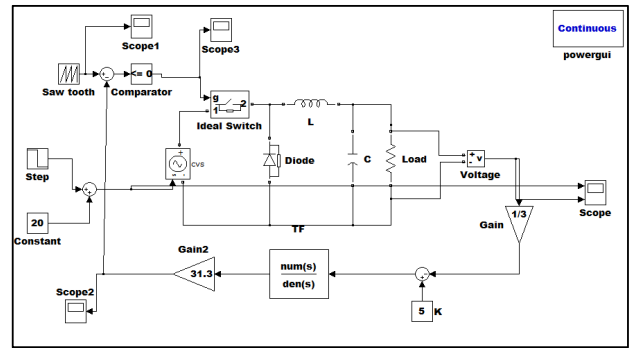 Continuous
powergui
Scope1
Scope3
Saw tooth
<= 0
Comparator
g
1
2
Ideal Switch
L
Step
CVS
Diode
C
Load
+
-
v
Voltage
Scope
20
Constant
TF
1/3
Gain
Gain2
31.3
num(s)
den(s)
5
K
Scope2